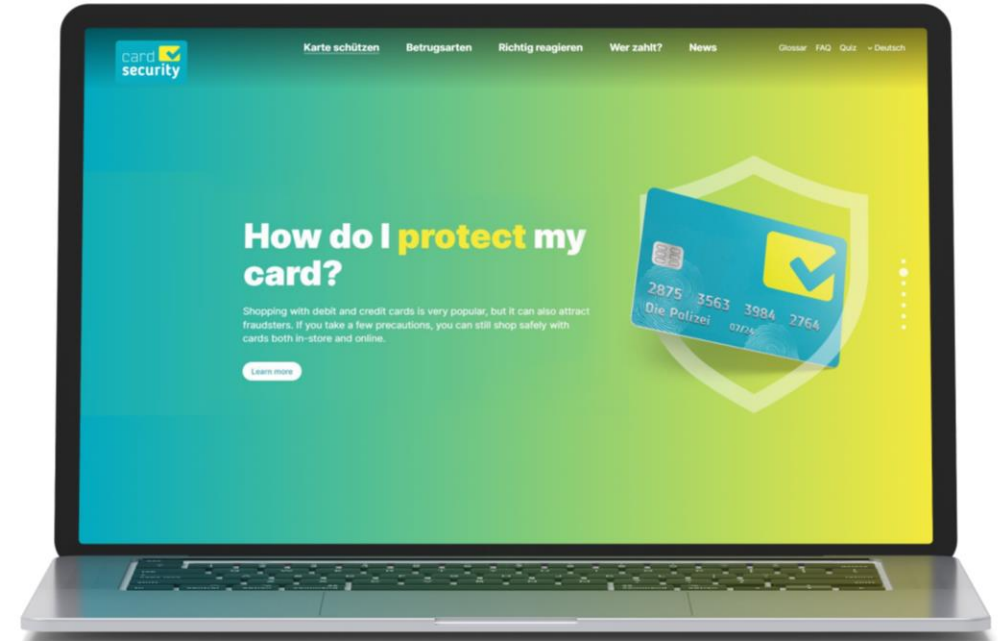 card
security
Karte schützen Betrugsarten Richtig reagieren Wer zahlt? News Glossar FAQ Quiz Deutsch
How do I protect my
card?
Shopping with debit and credit cards is very popular, but it can also attract
fraudsters. If you take a few precautions, you can still shop safely with
cards both in-store and online.
Learn more
2875 3563 3984 2764
Die Polizei 02/24